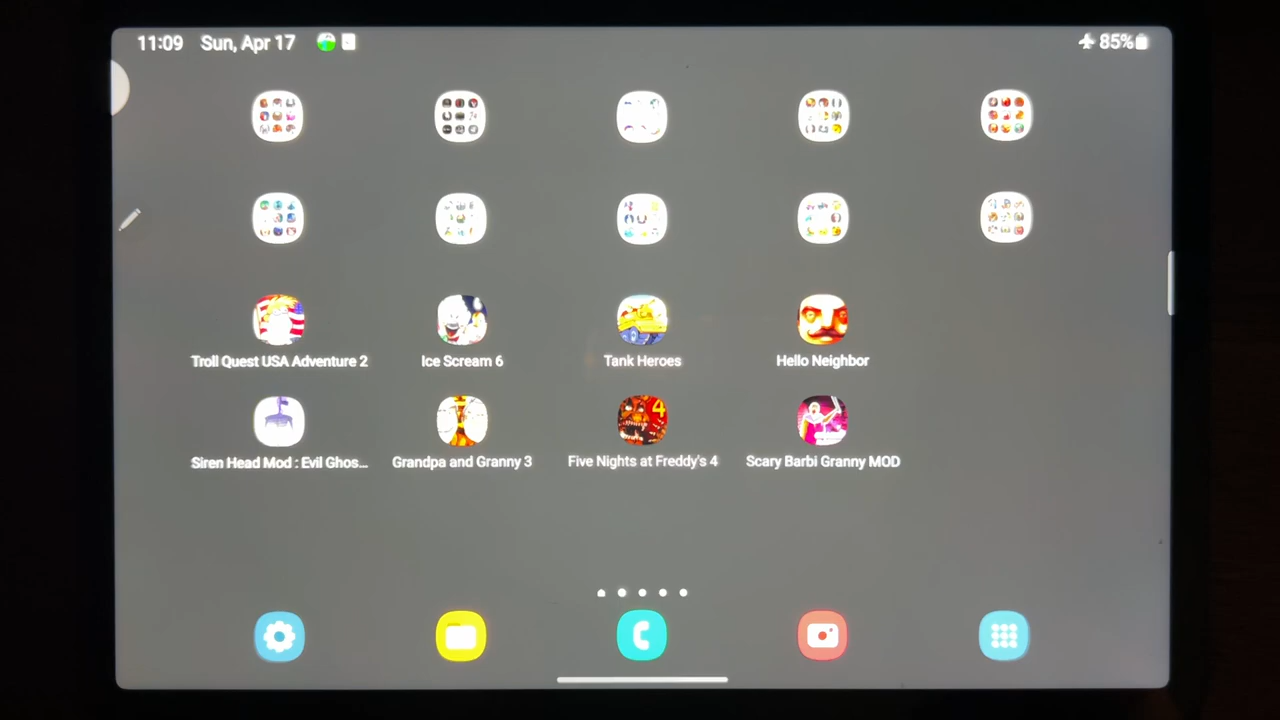 11:09 Sun, Apr 17 85%
Troll Quest USA Adventure 2 Ice Scream 6 Tank Heroes Hello Neighbor
4
Siren Head Mod : Evil Ghos... Grandpa and Granny 3 Five Nights at Freddy's 4 Scary Barbi Granny MOD